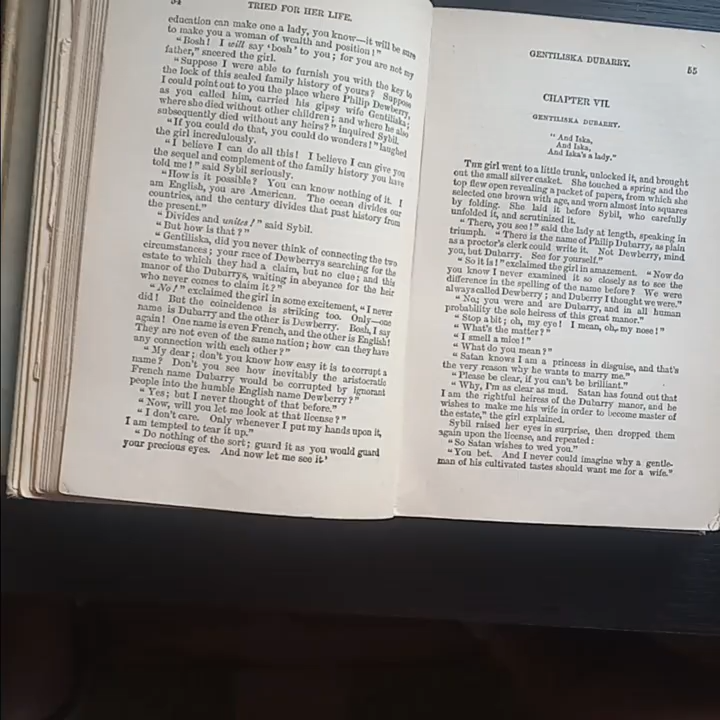 54
TRIED FOR HER LIFE.
education can make one a lady, you know—it will be sure
to make you a woman of wealth and position!"
"Bosh! I will say 'bosh' to you; for you are not my
father," sneered the girl.
"Suppose I were able to furnish you with the key to
the lock of this sealed family history of yours? Suppose
I could point out to you the place where Philip Dewberry,
as you called him, carried his gipsy wife Gentiliska;
where she died without other children; and where he also
subsequently died without any heirs?" inquired Sybil.
"If you could do that, you could do wonders!" laughed
the girl incredulously.
"I believe I can do all this! I believe I can give you
the sequel and complement of the family history you have
told me!" said Sybil seriously.
"How is it possible? You can know nothing of it. I
am English, you are American. The ocean divides our
countries, and the century divides that past history from
the present."
"Divides and unites!" said Sybil.
"But how is that?"
"Gentiliska, did you never think of connecting the two
circumstances; your race of Dewberrys searching for the
estate to which they had a claim, but no clue; and this
manor of the Dubarrys, waiting in abeyance for the heir
who never comes to claim it?"
"No!" exclaimed the girl in some excitement, "I never
did! But the coincidence is striking too. Only—one
name is Dubarry and the other is Dewberry. Bosh, I say
again! One name is even French, and the other is English!
They are not even of the same nation; how can they have
any connection with each other?"
"My dear; don't you know how easy it is to corrupt a
name? Don't you see how inevitably the aristocratic
French name Dubarry would be corrupted by ignorant
people into the humble English name Dewberry?"
"Yes; but I never thought of that before."
"Now, will you let me look at that license?"
"I don't care. Only whenever I put my hands upon it,
I am tempted to tear it up."
"Do nothing of the sort; guard it as you would guard
your precious eyes. And now let me see it'
GENTILISKA DUBARRY.
55
CHAPTER VII.
GENTILISKA DUBARRY.
"And Iska,
And Iska,
And Iska's a lady."
THE girl went to a little trunk, unlocked it, and brought
out the small silver casket. She touched a spring and the
top flew open revealing a packet of papers, from which she
selected one brown with age, and worn almost into squares
by folding. She laid it before Sybil, who carefully
unfolded it, and scrutinized it.
"There, you see!" said the lady at length, speaking in
triumph. "There is the name of Philip Dubarry, as plain
as a proctor's clerk could write it. Not Dewberry, mind
you, but Dubarry. See for yourself."
"So it is!" exclaimed the girl in amazement. "Now do
you know I never examined it so closely as to see the
difference in the spelling of the name before? We were
always called Dewberry; and Duberry I thought we were."
"No; you were and are Dubarry, and in all human
probability the sole heiress of this great manor."
"Stop a bit; oh, my eye! I mean, oh, my nose!"
"What's the matter?"
"I smell a mice!"
"What do you mean?"
"Satan knows I am a princess in disguise, and that's
the very reason why he wants to marry me."
"Please be clear, if you can't be brilliant."
"Why, I'm as clear as mud. Satan has found out that
I am the rightful heiress of the Dubarry manor, and he
wishes to make me his wife in order to become master of
the estate," the girl explained.
Sybil raised her eyes in surprise, then dropped them
again upon the license, and repeated:
"So Satan wishes to wed you."
"You bet. And I never could imagine why a gentle-
man of his cultivated tastes should want me for a wife."